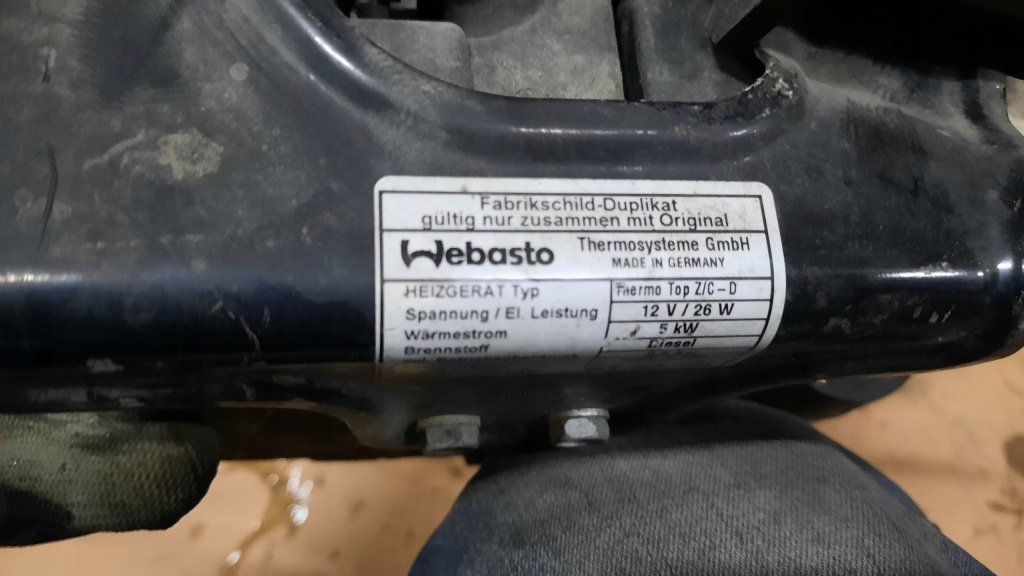 Fabrikschild-Duplikat
gültig nur zusammen mit Original
Webasto Thermosysteme GmbH
MADE IN GERMANY
HEIZGERÄT Typ Thermo Top Z/C-D
Spannung / El. Leistung 12 V / 26 W
Wärmestrom 5 kW
Brennstoff Diesel